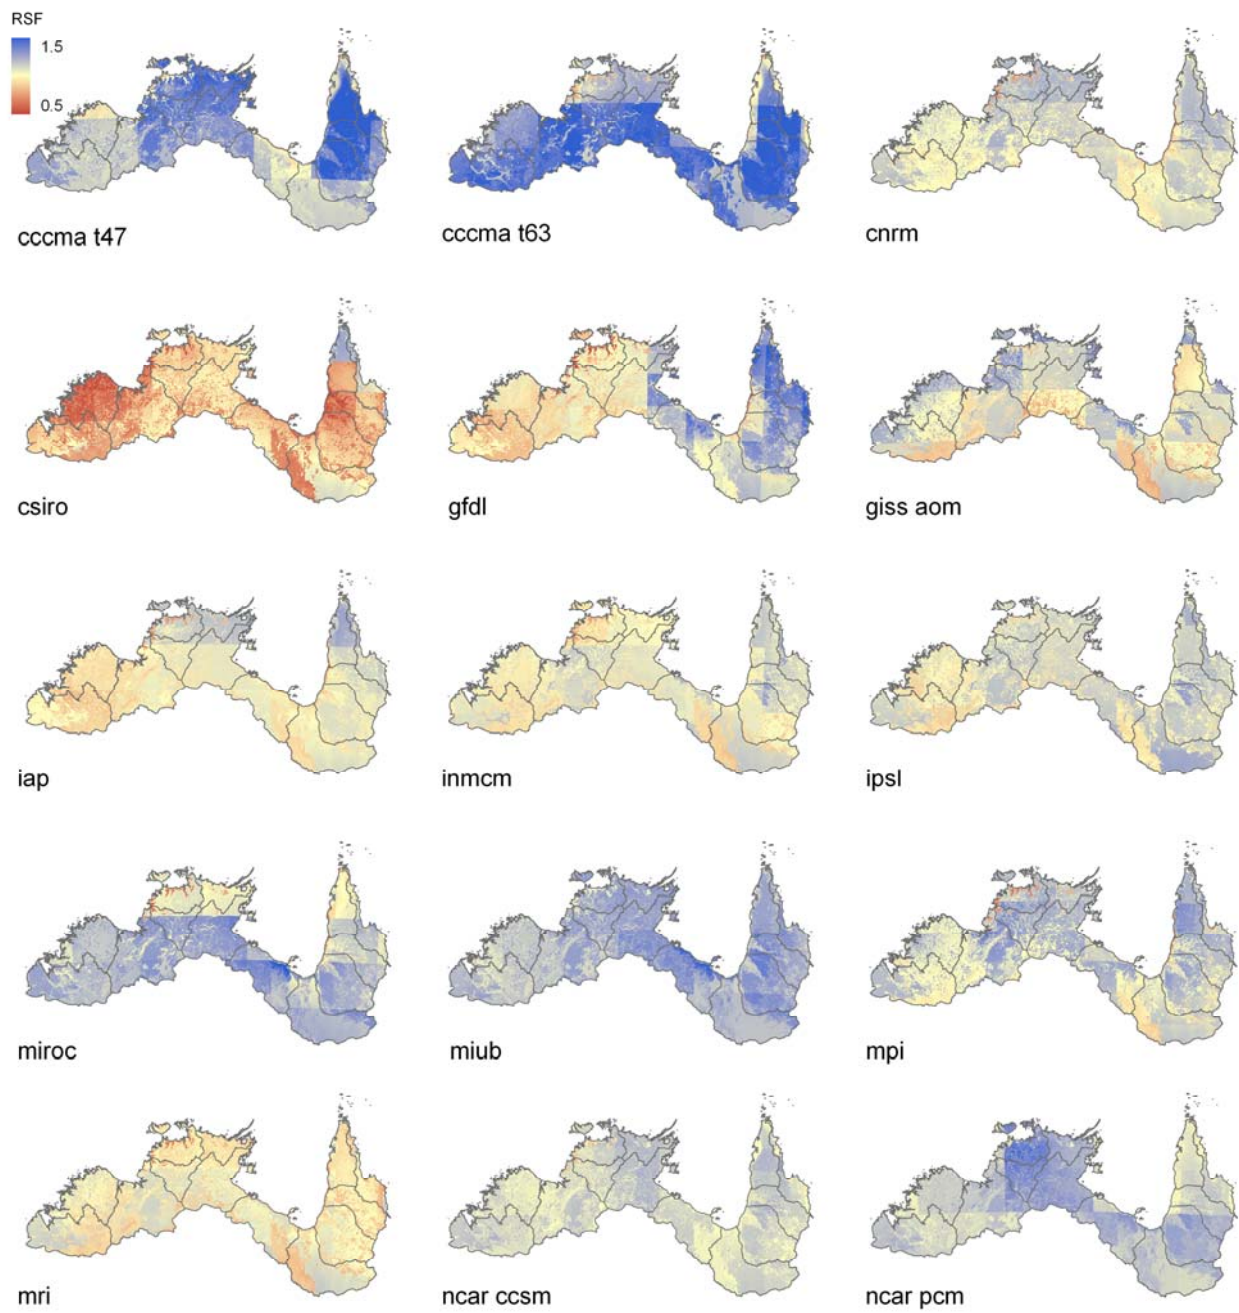 RSF
1.5
0.5
cccma t47
cccma t63
cnrm
csiro
gfdl
giss aom
iap
inmcm
ipsl
miroc
miub
mpi
mri
ncar ccsm
ncar pcm